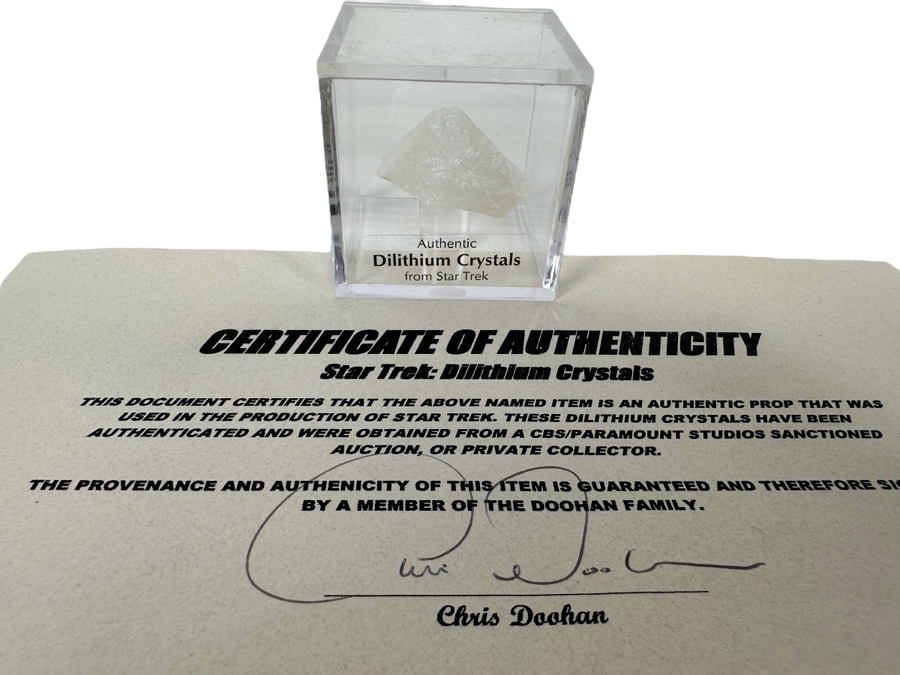 Authentic
Dilithium Crystals
from Star Trek
CERTIFICATE OF AUTHENTICITY
Star Trek: Dilithium Crystals
THIS DOCUMENT CERTIFIES THAT THE ABOVE NAMED ITEM IS AN AUTHENTIC PROP THAT WAS
USED IN THE PRODUCTION OF STAR TREK. THESE DILITHIUM CRYSTALS HAVE BEEN
AUTHENTICATED AND WERE OBTAINED FROM A CBS/PARAMOUNT STUDIOS SANCTIONED
AUCTION, OR PRIVATE COLLECTOR.
THE PROVENANCE AND AUTHENICITY OF THIS ITEM IS GUARANTEED AND THEREFORE
BY A MEMBER OF THE DOOHAN FAMILY.
Chris Doohan
Chris Doohan